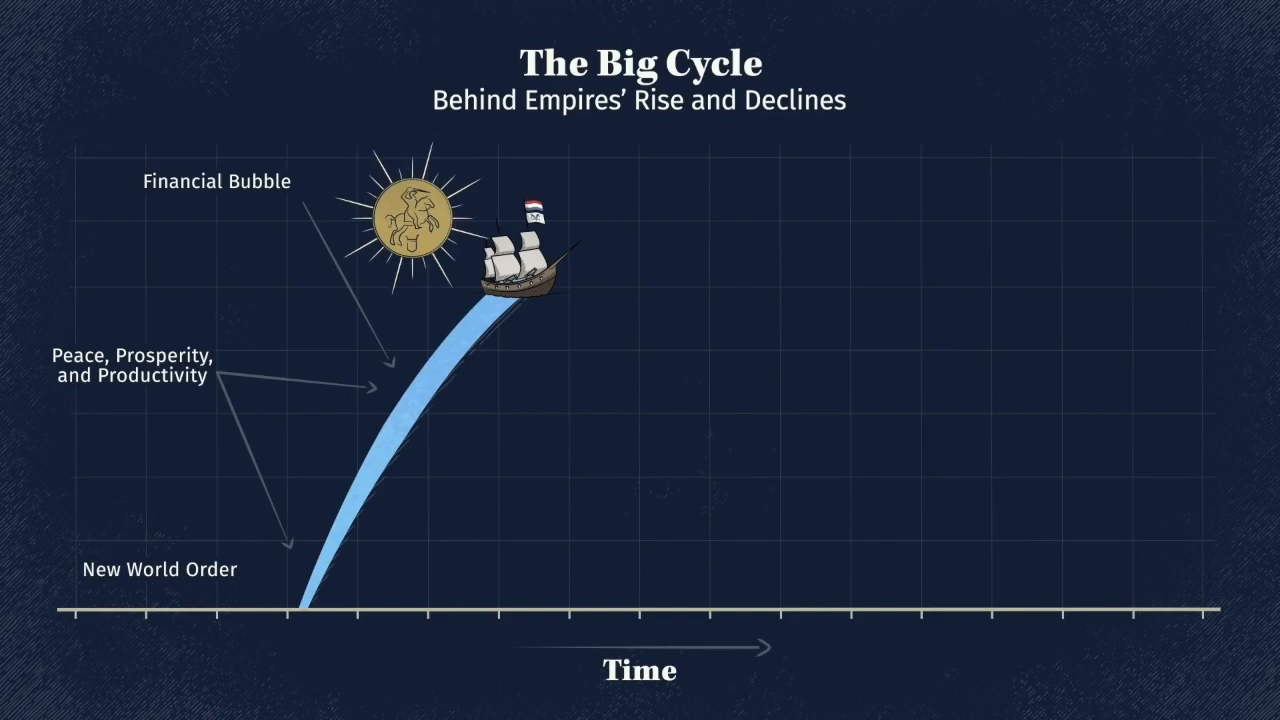 The Big Cycle
Behind Empires’ Rise and Declines
Financial Bubble
Peace, Prosperity,
and Productivity
New World Order
Time